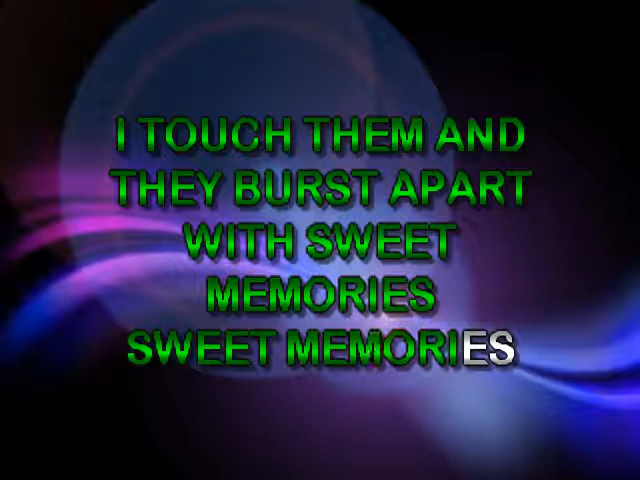 I TOUCH THEM AND
THEY BURST APART
WITH SWEET
MEMORIES
SWEET MEMORIES